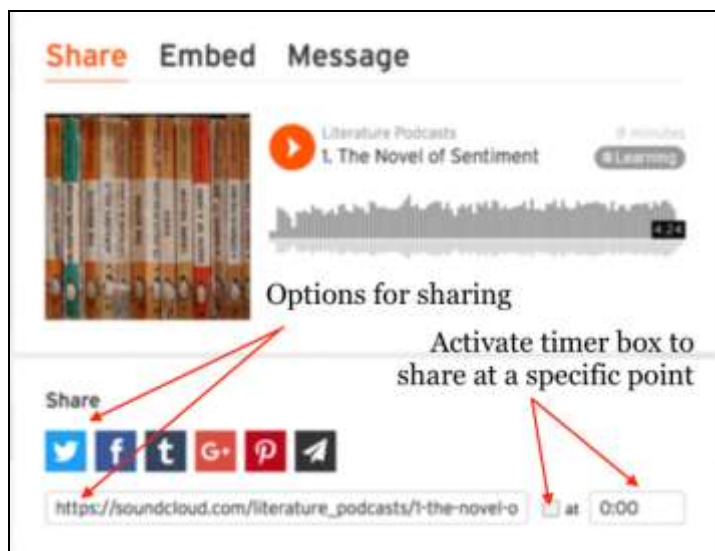 Share Embed Message
Literature Podcasts
1. The Novel of Sentiment
# Learning
4:24
Options for sharing
Activate timer box to
share at a specific point
Share
https://soundcloud.com/literature_podcasts/1-the-novel-o
at 0:00